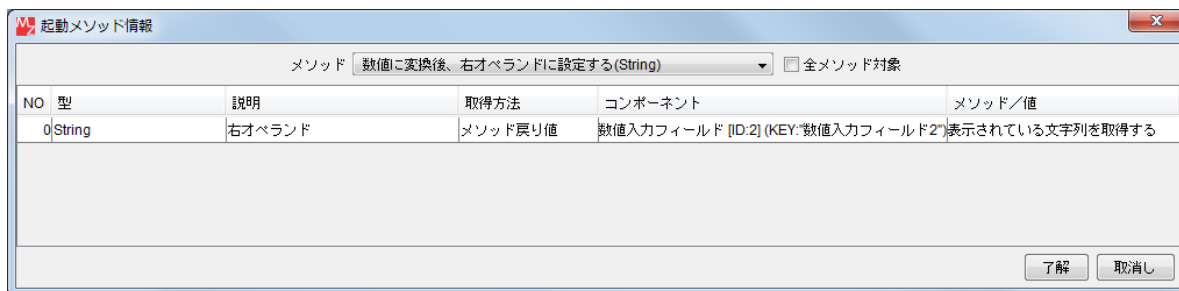 起動メソッド情報
メソッド 数値に変換後、右オペランドに設定する(String) 全メソッド対象
NO 型 説明 取得方法 コンポーネント メソッド／値
0 String 右オペランド メソッド戻り値 数値入力フィールド [ID:2] (KEY:"数値入力フィールド2") 表示されている文字列を取得する
了解 取消し